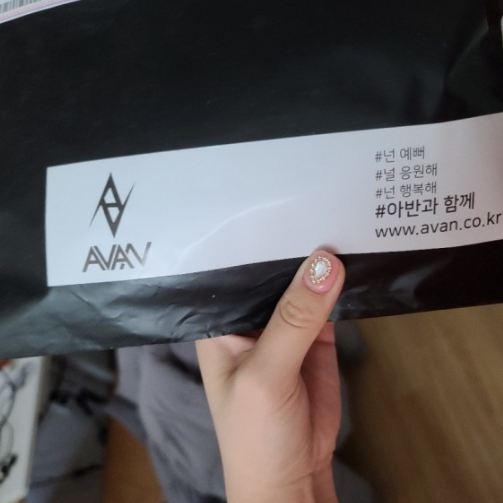 AVAN
#넌 예뻐
#널 응원해
#넌 행복해
#아반과 함께
www.avan.co.kr